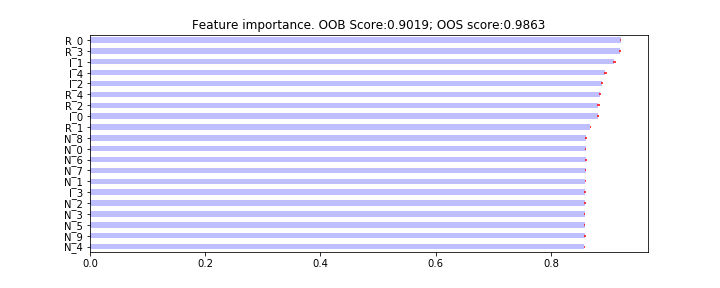 Feature importance. OOB Score:0.9019; OOS score:0.9863
R_0
R_3
I_1
I_4
I_2
R_4
R_2
I_0
R_1
N_8
N_0
N_6
N_7
N_1
I_3
N_2
N_3
N_5
N_9
N_4
0.0 0.2 0.4 0.6 0.8